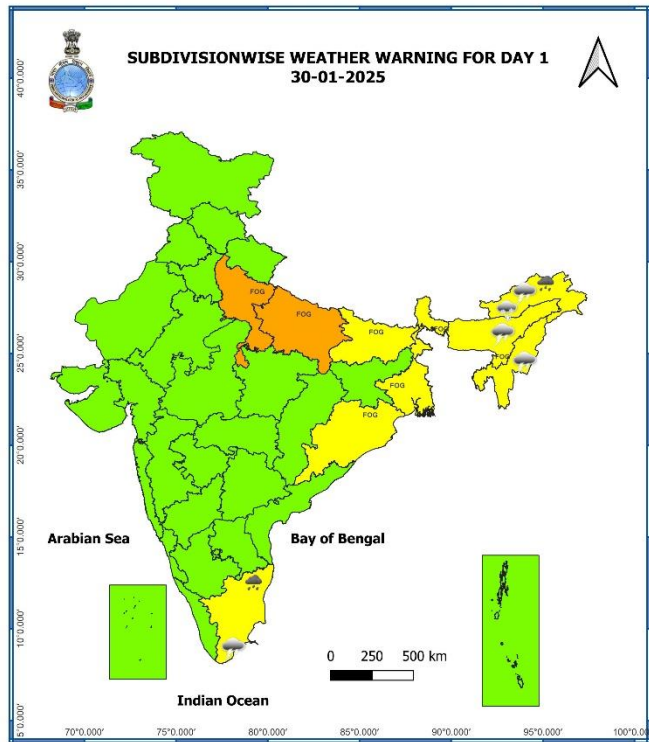 SUBDIVISIONWISE WEATHER WARNING FOR DAY 1
30-01-2025
40°0.000'
35°0.000'
30°0.000'
25°0.000'
20°0.000'
15°0.000'
10°0.000'
5°0.000'
FOG
FOG
FOG
FOG
FOG
FOG
FOG
Arabian Sea
Bay of Bengal
0 250 500 km
Indian Ocean
70°0.000' 75°0.000' 80°0.000' 85°0.000' 90°0.000' 95°0.000' 100°0.000'